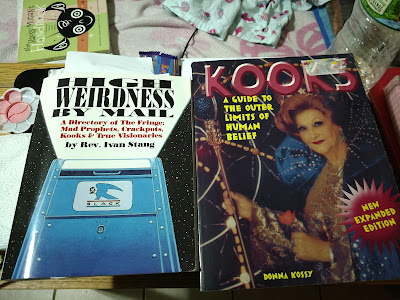 HIGH
WEIRDNESS
BY MAIL
A Directory of The Fringe:
Mad Prophets, Crackpots,
Kooks & True Visionaries
by Rev. Ivan Stang
SLACK
KOOKS
A GUIDE TO
THE OUTER
LIMITS OF
HUMAN
BELIEF
NEW
EXPANDED
EDITION
DONNA KOSSY